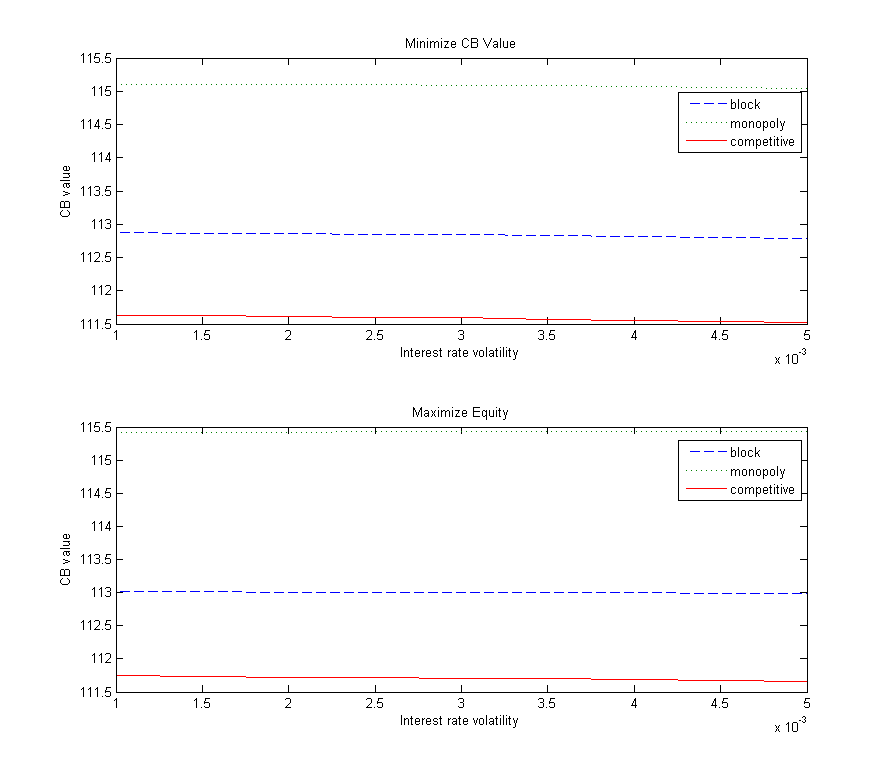 Minimize CB Value
115.5
115
114.5
114
113.5
113
112.5
112
111.5
CB value
block
monopoly
competitive
1 1.5 2 2.5 3 3.5 4 4.5 5
Interest rate volatility
x 10-3
Maximize Equity
115.5
115
114.5
114
113.5
113
112.5
112
111.5
CB value
block
monopoly
competitive
1 1.5 2 2.5 3 3.5 4 4.5 5
Interest rate volatility
x 10-3